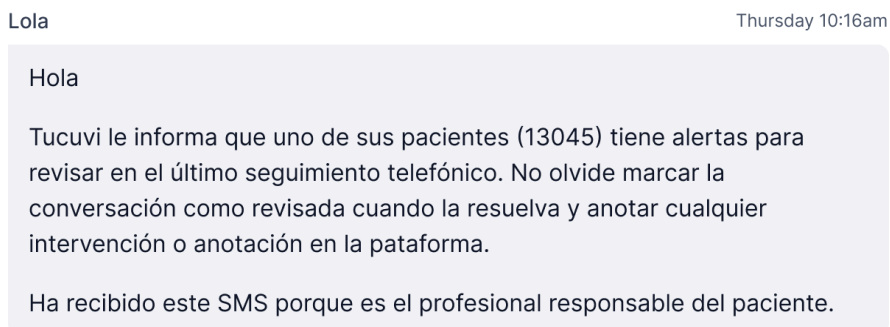 Lola
Thursday 10:16am
Hola
Tucuvi le informa que uno de sus pacientes (13045) tiene alertas para
revisar en el último seguimiento telefónico. No olvide marcar la
conversación como revisada cuando la resuelva y anotar cualquier
intervención o anotación en la pataforma.
Ha recibido este SMS porque es el profesional responsable del paciente.